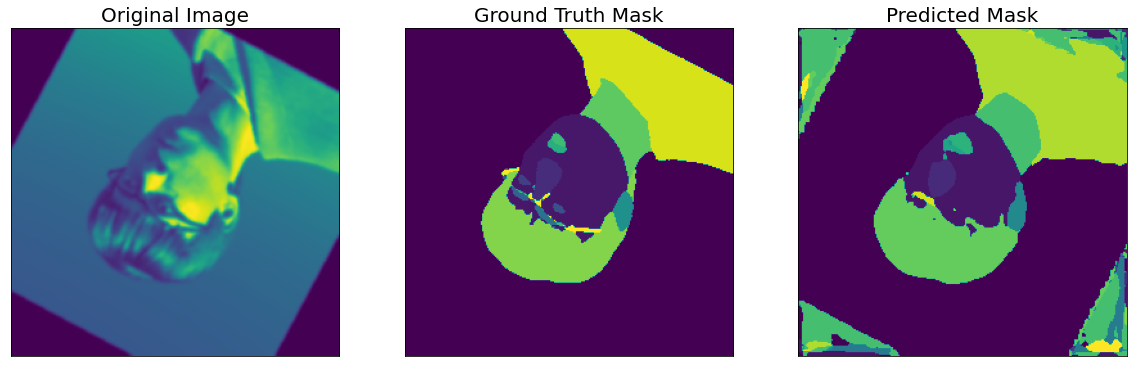 Original Image
Ground Truth Mask
Predicted Mask